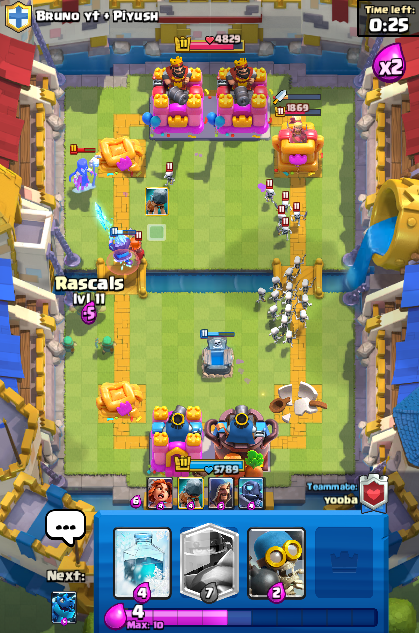 Bruno yt + Piyush
Time left:
0:25
4829
x2
1869
Rascals
lvl 11
-5
5789
Teammate:
yooba
...
Next:
4
7
2
4
Max: 10